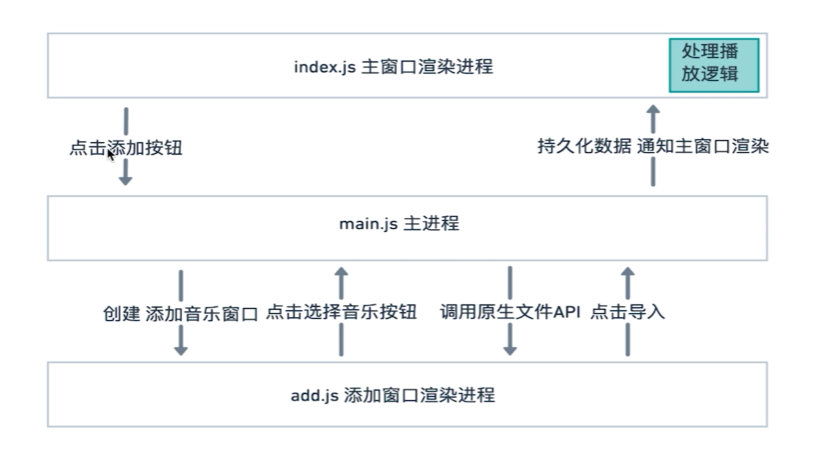 index.js 主窗口渲染进程
处理播
放逻辑
点击添加按钮
持久化数据 通知主窗口渲染
main.js 主进程
创建 添加音乐窗口
点击选择音乐按钮
调用原生文件API
点击导入
add.js 添加窗口渲染进程